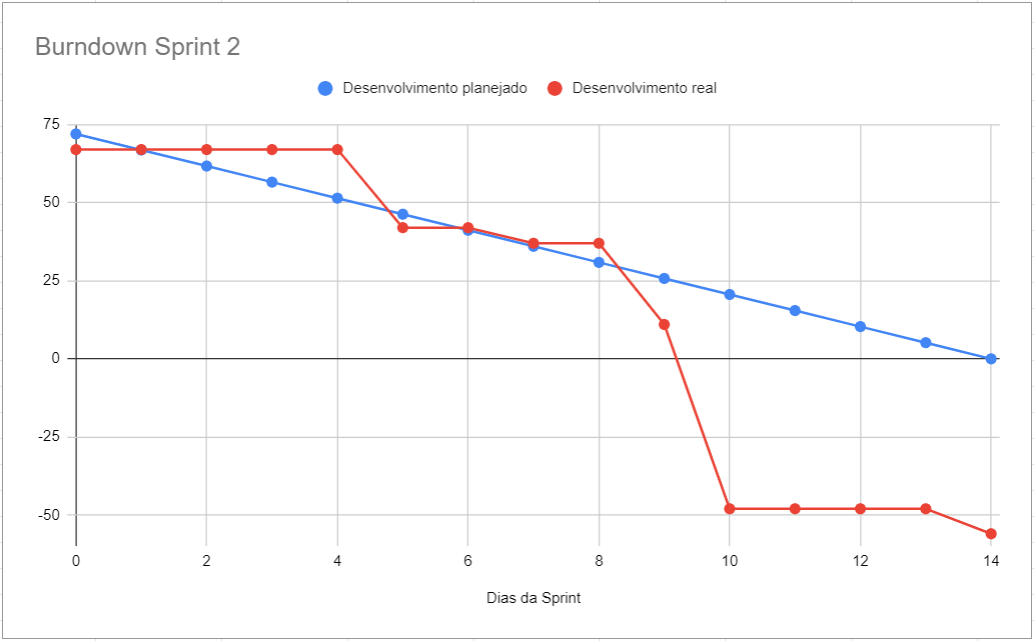 Burndown Sprint 2
Desenvolvimento planejado Desenvolvimento real
75
50
25
0
-25
-50
0 2 4 6 8 10 12 14
Dias da Sprint